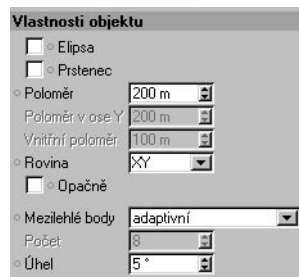 Vlastnosti objektu
Elipsa
Prstenec
Poloměr 200 m
Poloměr v ose Y 200 m
Vnitřní poloměr 100 m
Rovina XY
Opačně
Mezilehlé body adaptivní
Počet 8
Úhel 5 °